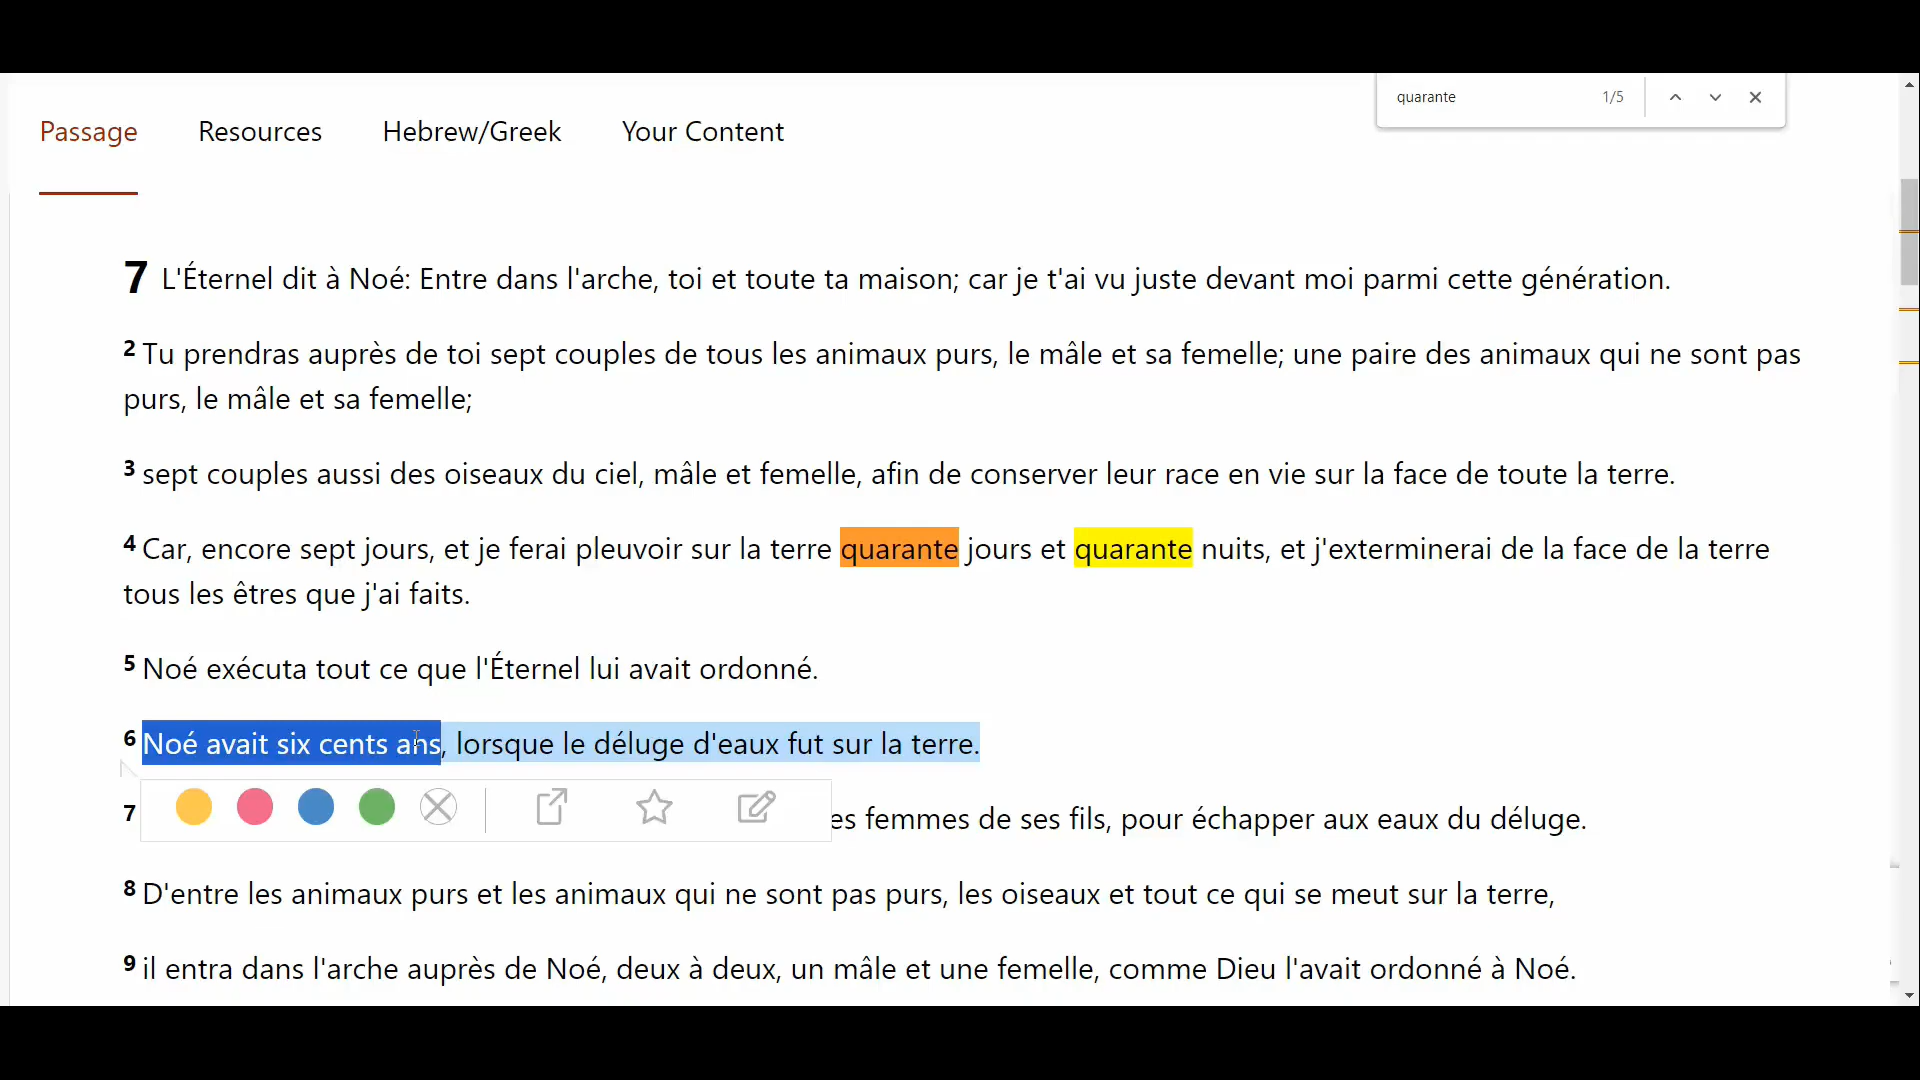 quarante 1/5
Passage Resources Hebrew/Greek Your Content
7 L'Éternel dit à Noé: Entre dans l'arche, toi et toute ta maison; car je t'ai vu juste devant moi parmi cette génération.
2 Tu prendras auprès de toi sept couples de tous les animaux purs, le mâle et sa femelle; une paire des animaux qui ne sont pas
purs, le mâle et sa femelle;
3 sept couples aussi des oiseaux du ciel, mâle et femelle, afin de conserver leur race en vie sur la face de toute la terre.
4 Car, encore sept jours, et je ferai pleuvoir sur la terre quarante jours et quarante nuits, et j'exterminerai de la face de la terre
tous les êtres que j'ai faits.
5 Noé exécuta tout ce que l'Éternel lui avait ordonné.
6 Noé avait six cents ans, lorsque le déluge d'eaux fut sur la terre.
7 es femmes de ses fils, pour échapper aux eaux du déluge.
8 D'entre les animaux purs et les animaux qui ne sont pas purs, les oiseaux et tout ce qui se meut sur la terre,
9 il entra dans l'arche auprès de Noé, deux à deux, un mâle et une femelle, comme Dieu l'avait ordonné à Noé.